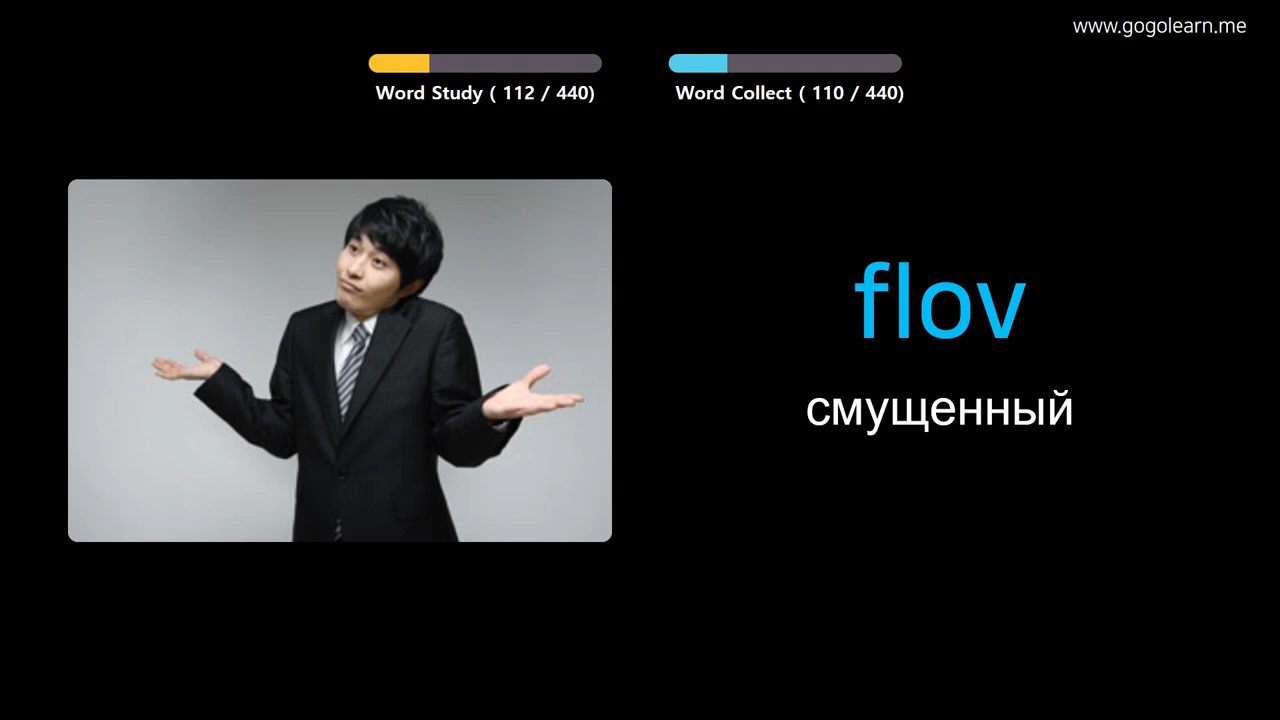 www.gogolearn.me
Word Study ( 112 / 440)
Word Collect ( 110 / 440)
flov
смущенный